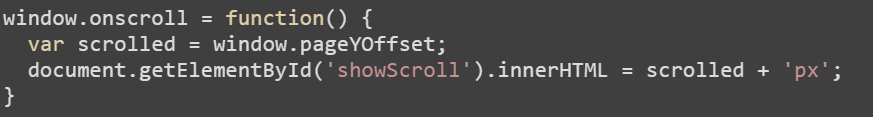 window.onscroll = function() {
  var scrolled = window.pageYOffset;
  document.getElementById('showScroll').innerHTML = scrolled + 'px';
}